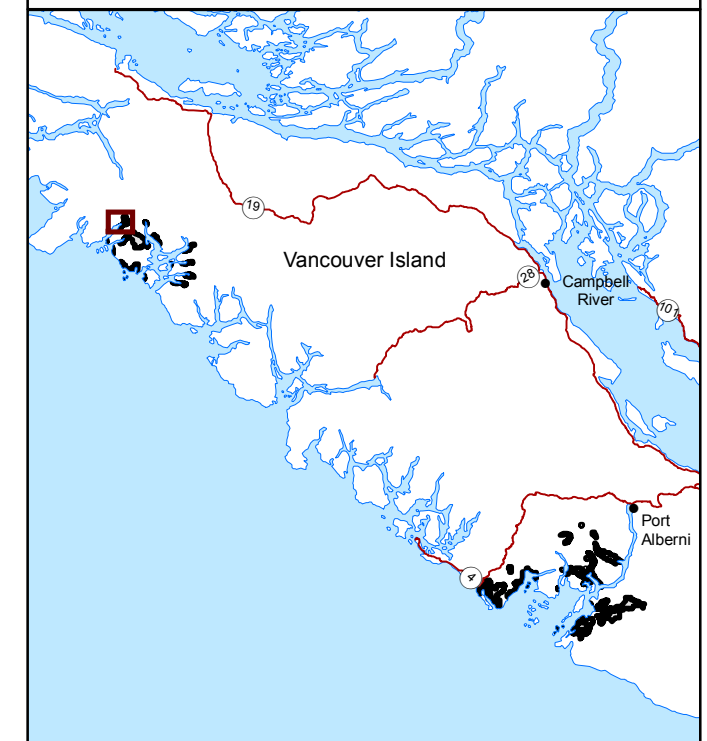 19
Vancouver Island
28
Campbell
River
101
Port
Alberni
4